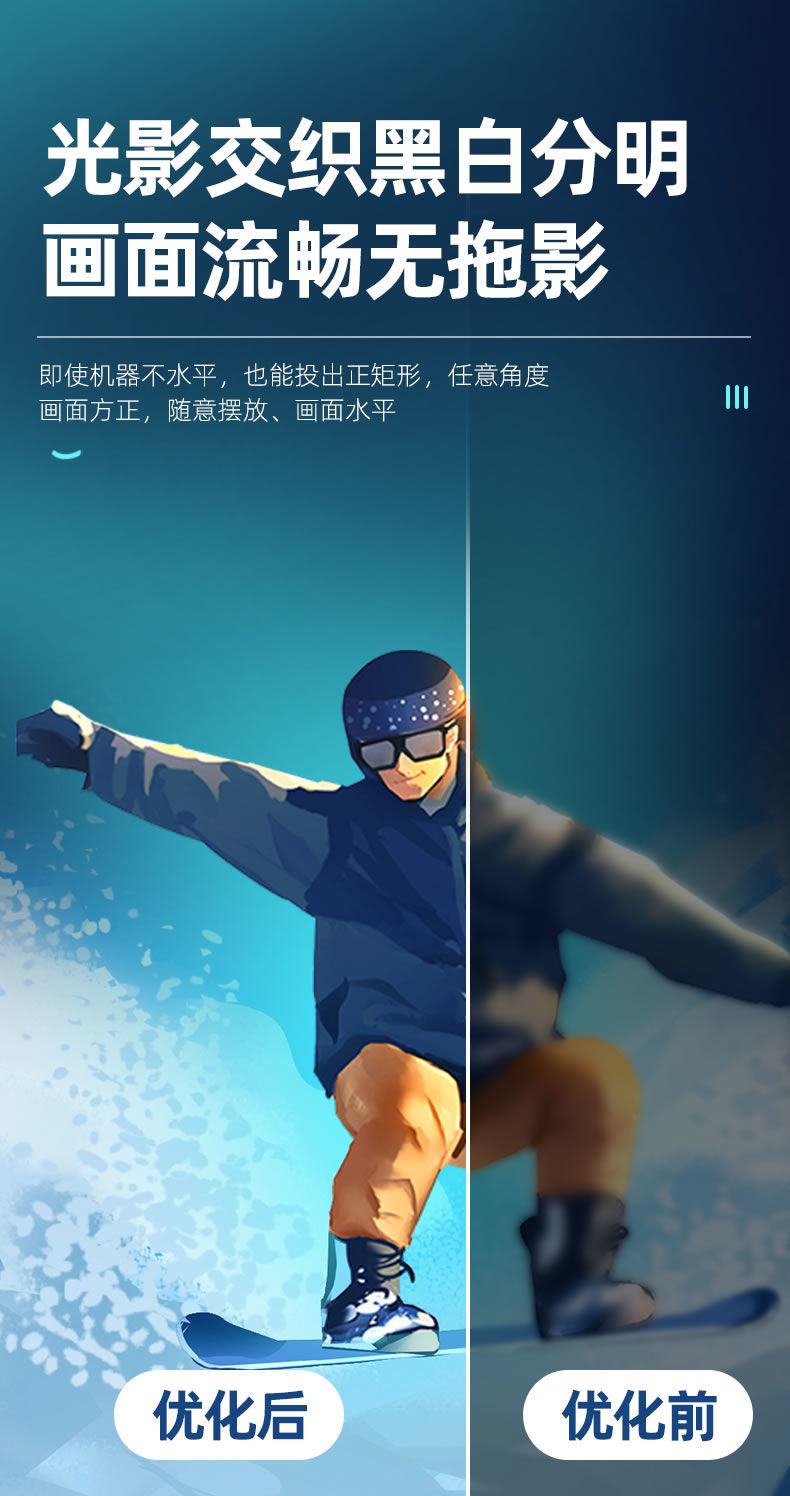 光影交织黑白分明
画面流畅无拖影
即使机器不水平，也能投出正矩形，任意角度
画面方正，随意摆放、画面水平
优化后
优化前